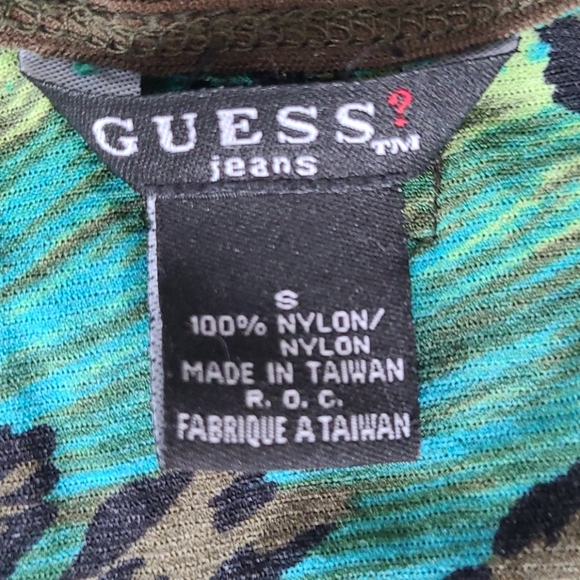 GUESS?™
jeans
S
100% NYLON/
NYLON
MADE IN TAIWAN
R. O. C.
FABRIQUE A TAIWAN